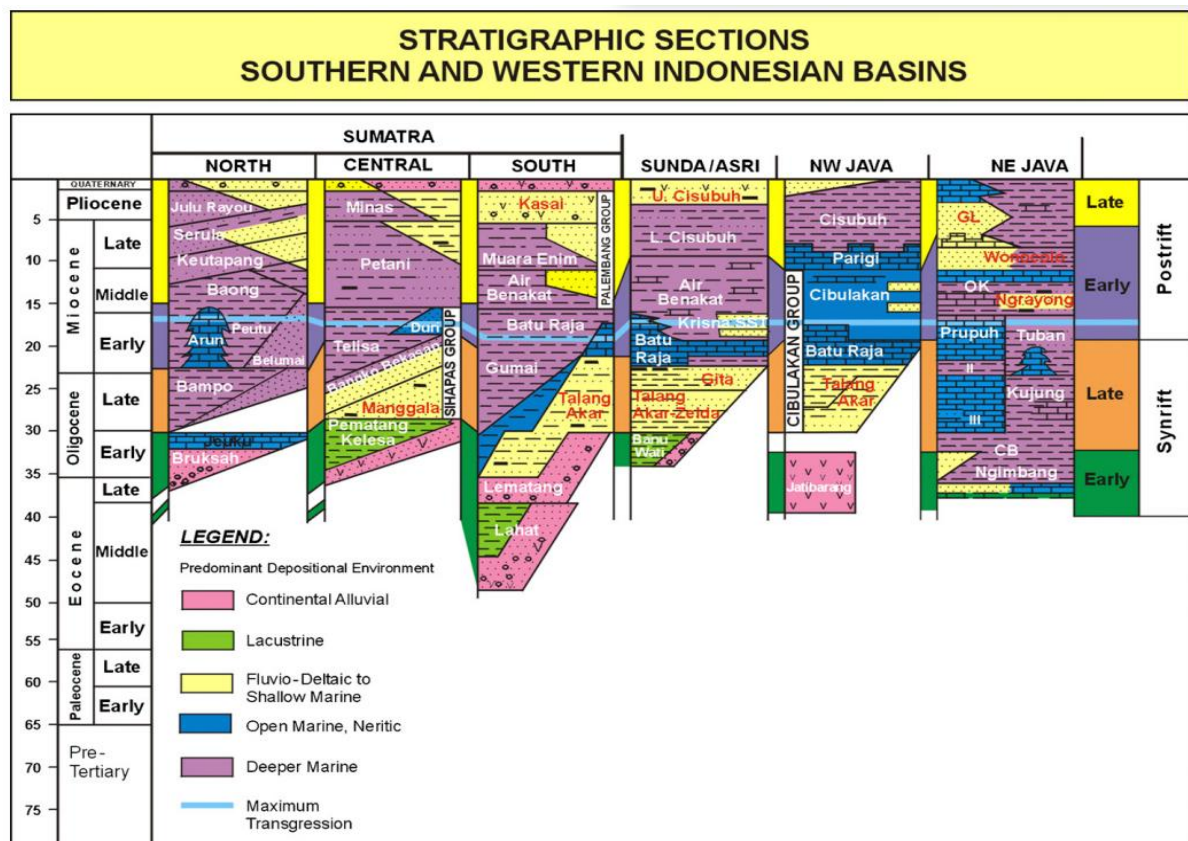 STRATIGRAPHIC SECTIONS
SOUTHERN AND WESTERN INDONESIAN BASINS
SUMATRA
NORTH
CENTRAL
SOUTH
SUNDA/ASRI
NW JAVA
NE JAVA
QUATERNARY
Pliocene
Miocene
Late
Middle
Early
Oligocene
Late
Early
Eocene
Late
Middle
Early
Paleocene
Late
Early
Pre-
Tertiary
5
10
15
20
25
30
35
40
45
50
55
60
65
70
75
Julu Rayou
Serula
Keutapang
Baong
Peutu
Arun
Belumai
Bampo
Jeuku
Bruksah
Minas
Petani
Duri
Telisa
Bangko Bekasap
Manggala
Pematang
Kelesa
SIHAPAS GROUP
Kasai
Muara Enim
Air
Benakat
PALEMBANG GROUP
Batu Raja
Gumai
Talang
Akar
Lematang
Lahat
U. Cisubuh
L. Cisubuh
Air
Benakat
Krisna SST
Batu
Raja
Gita
Talang
Akar-Zelda
Banu
Wati
Cisubuh
Parigi
Cibulakan
CIBULAKAN GROUP
Batu Raja
Talang
Akar
Jatibarang
GL
Wonocolo
OK
Ngrayong
Prupuh
Tuban
II
Kujung
III
CB
Ngimbang
Late
Early
Late
Early
Postrift
Synrift
LEGEND:
Predominant Depositional Environment
Continental Alluvial
Lacustrine
Fluvio-Deltaic to
Shallow Marine
Open Marine, Neritic
Deeper Marine
Maximum
Transgression